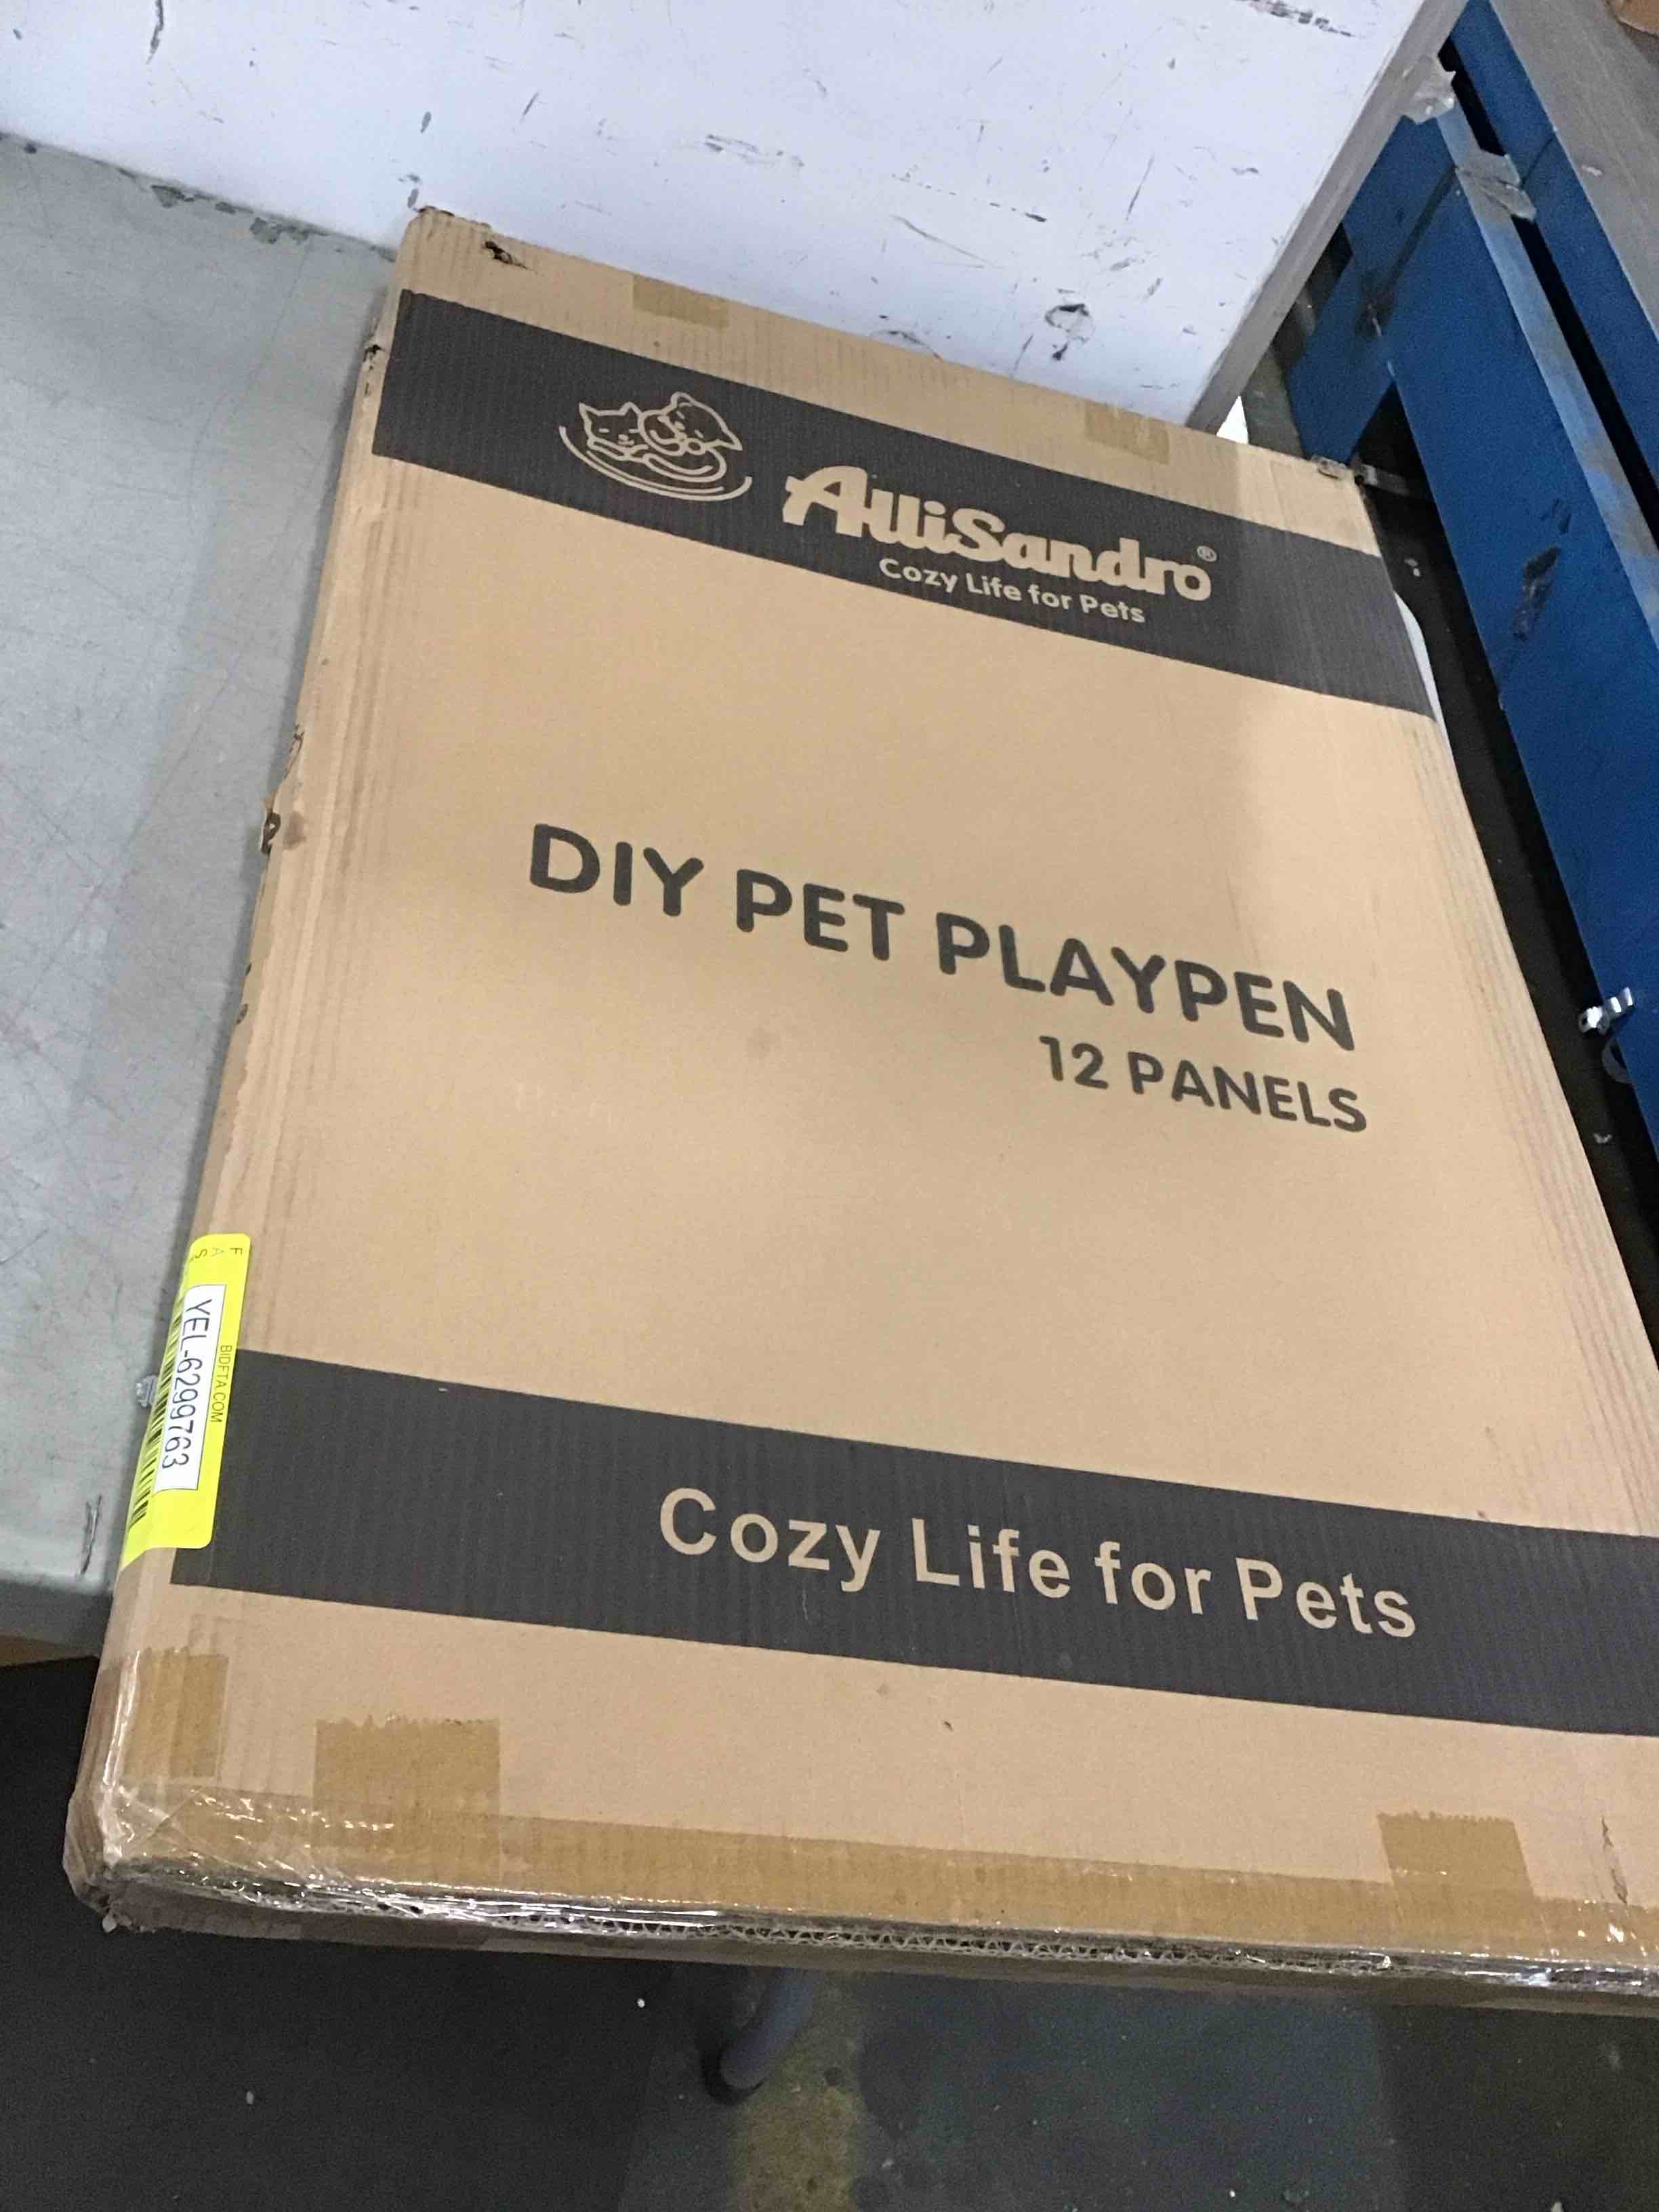 AlliSandro®
Cozy Life for Pets
DIY PET PLAYPEN
12 PANELS
BIDFTA.COM
YEL-6299763
Cozy Life for Pets